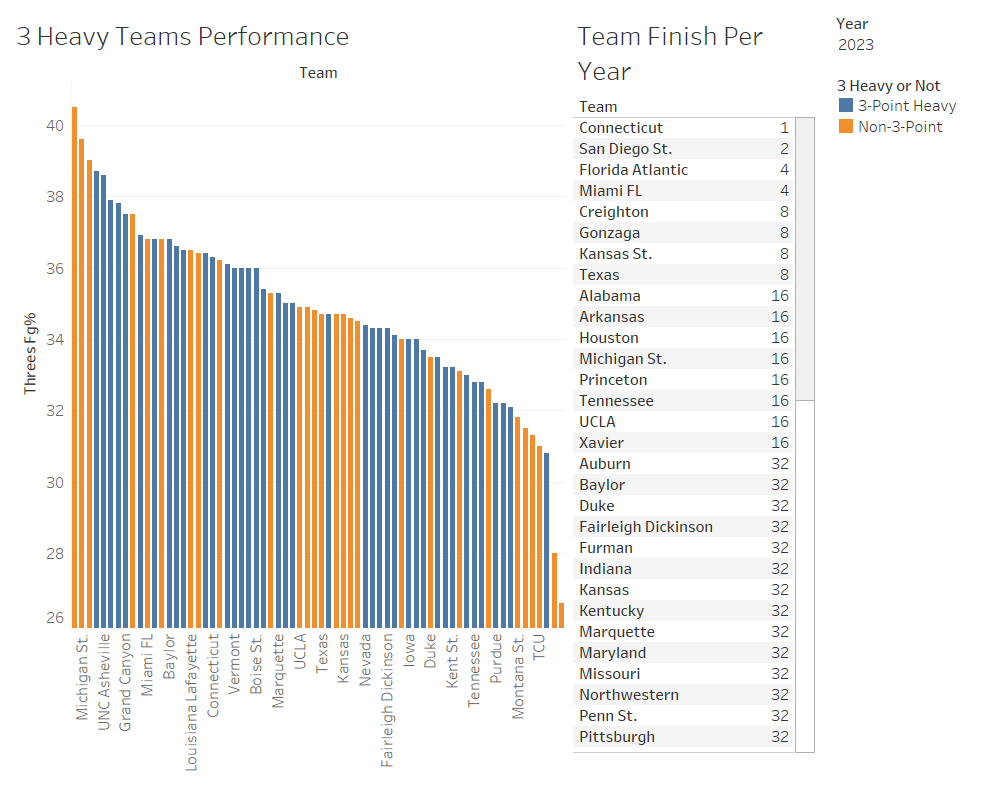 3 Heavy Teams Performance
Team
Threes Fg%
40
38
36
34
32
30
28
26
Michigan St.
UNC Asheville
Grand Canyon
Miami FL
Baylor
Louisiana Lafayette
Connecticut
Vermont
Boise St.
Marquette
UCLA
Texas
Kansas
Nevada
Fairleigh Dickinson
Iowa
Duke
Kent St.
Tennessee
Purdue
Montana St.
TCU
Team Finish Per
Year
Team
Connecticut 1
San Diego St. 2
Florida Atlantic 4
Miami FL 4
Creighton 8
Gonzaga 8
Kansas St. 8
Texas 8
Alabama 16
Arkansas 16
Houston 16
Michigan St. 16
Princeton 16
Tennessee 16
UCLA 16
Xavier 16
Auburn 32
Baylor 32
Duke 32
Fairleigh Dickinson 32
Furman 32
Indiana 32
Kansas 32
Kentucky 32
Marquette 32
Maryland 32
Missouri 32
Northwestern 32
Penn St. 32
Pittsburgh 32
Year
2023
3 Heavy or Not
3-Point Heavy
Non-3-Point